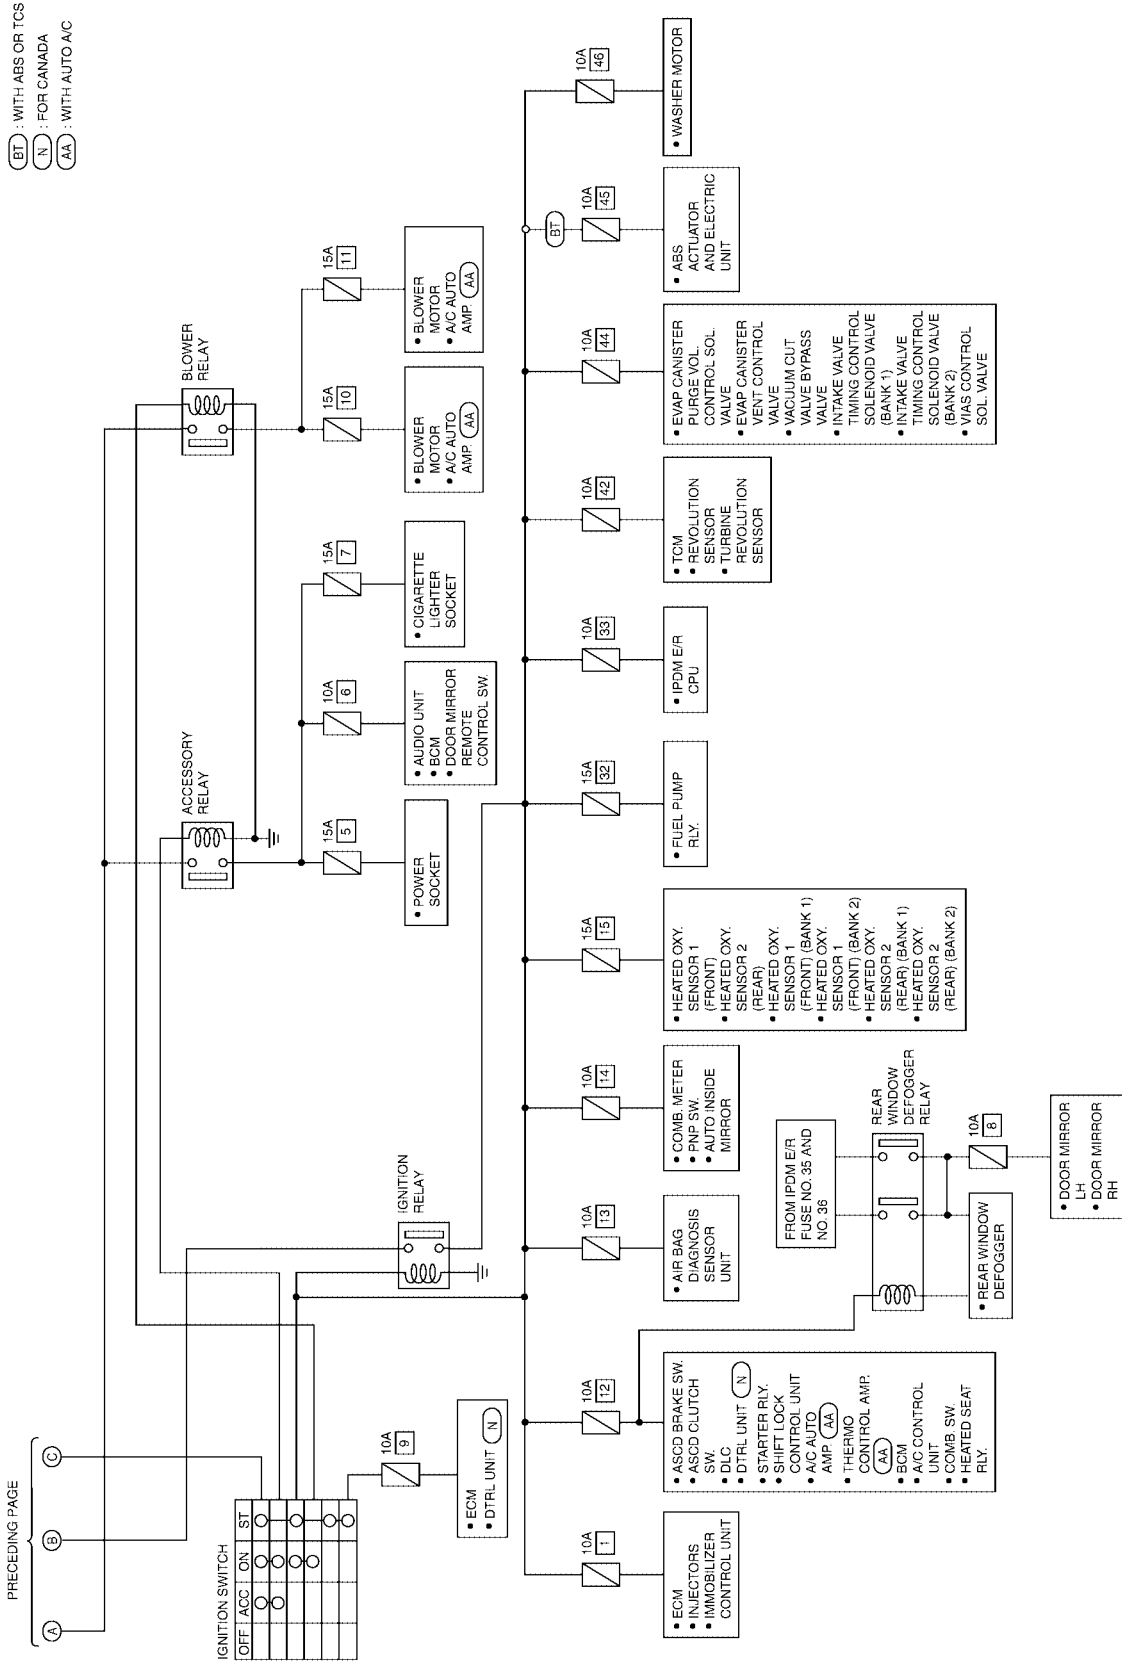 PRECEDING PAGE
A
B
C
BT : WITH ABS OR TCS
N : FOR CANADA
AA : WITH AUTO A/C
IGNITION SWITCH
OFF ACC ON ST
ACCESSORY
RELAY
BLOWER
RELAY
IGNITION
RELAY
10A
9
• ECM
• DTRL UNIT N
15A
5
• POWER
SOCKET
10A
6
• AUDIO UNIT
• BCM
• DOOR MIRROR
REMOTE
CONTROL SW.
15A
7
• CIGARETTE
LIGHTER
SOCKET
15A
10
• BLOWER
MOTOR
• A/C AUTO
AMP. AA
15A
11
• BLOWER
MOTOR
• A/C AUTO
AMP. AA
10A
1
• ECM
• INJECTORS
• IMMOBILIZER
CONTROL UNIT
10A
12
• ASCD BRAKE SW.
• ASCD CLUTCH
SW.
• DLC
• DTRL UNIT N
• STARTER RLY.
• SHIFT LOCK
CONTROL UNIT
• A/C AUTO
AMP. AA
• THERMO
CONTROL AMP.
AA
• BCM
• A/C CONTROL
UNIT
• COMB. SW.
• HEATED SEAT
RLY.
10A
13
• AIR BAG
DIAGNOSIS
SENSOR
UNIT
10A
14
• COMB. METER
• PNP SW.
• AUTO INSIDE
MIRROR
15A
15
• HEATED OXY.
SENSOR 1
(FRONT)
• HEATED OXY.
SENSOR 2
(REAR)
• HEATED OXY.
SENSOR 1
(FRONT) (BANK 1)
• HEATED OXY.
SENSOR 1
(FRONT) (BANK 2)
• HEATED OXY.
SENSOR 2
(REAR) (BANK 1)
• HEATED OXY.
SENSOR 2
(REAR) (BANK 2)
15A
32
• FUEL PUMP
RLY.
10A
33
• IPDM E/R
CPU
10A
42
• TCM
• REVOLUTION
SENSOR
• TURBINE
REVOLUTION
SENSOR
10A
44
• EVAP CANISTER
PURGE VOL.
CONTROL SOL.
VALVE
• EVAP CANISTER
VENT CONTROL
VALVE
• VACUUM CUT
VALVE BYPASS
VALVE
• INTAKE VALVE
TIMING CONTROL
SOLENOID VALVE
(BANK 1)
• INTAKE VALVE
TIMING CONTROL
SOLENOID VALVE
(BANK 2)
• VIAS CONTROL
SOL. VALVE
BT
10A
45
• ABS
ACTUATOR
AND ELECTRIC
UNIT
10A
46
• WASHER MOTOR
FROM IPDM E/R
FUSE NO. 35 AND
NO. 36
REAR
WINDOW
DEFOGGER
RELAY
• REAR WINDOW
DEFOGGER
10A
8
• DOOR MIRROR
LH
• DOOR MIRROR
RH